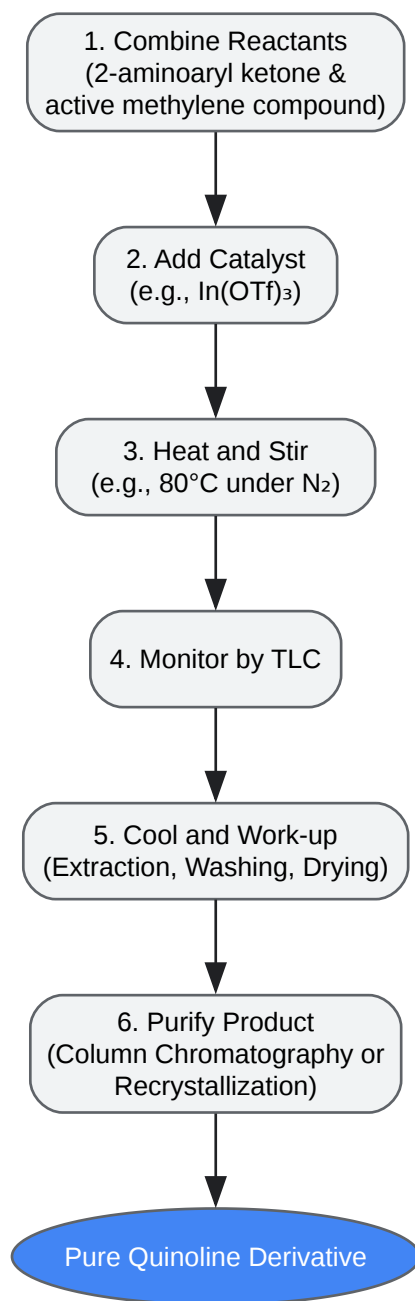 1. Combine Reactants
(2-aminoaryl ketone &
active methylene compound)
2. Add Catalyst
(e.g., In(OTf)₃)
3. Heat and Stir
(e.g., 80°C under N₂)
4. Monitor by TLC
5. Cool and Work-up
(Extraction, Washing, Drying)
6. Purify Product
(Column Chromatography or
Recrystallization)
Pure Quinoline Derivative